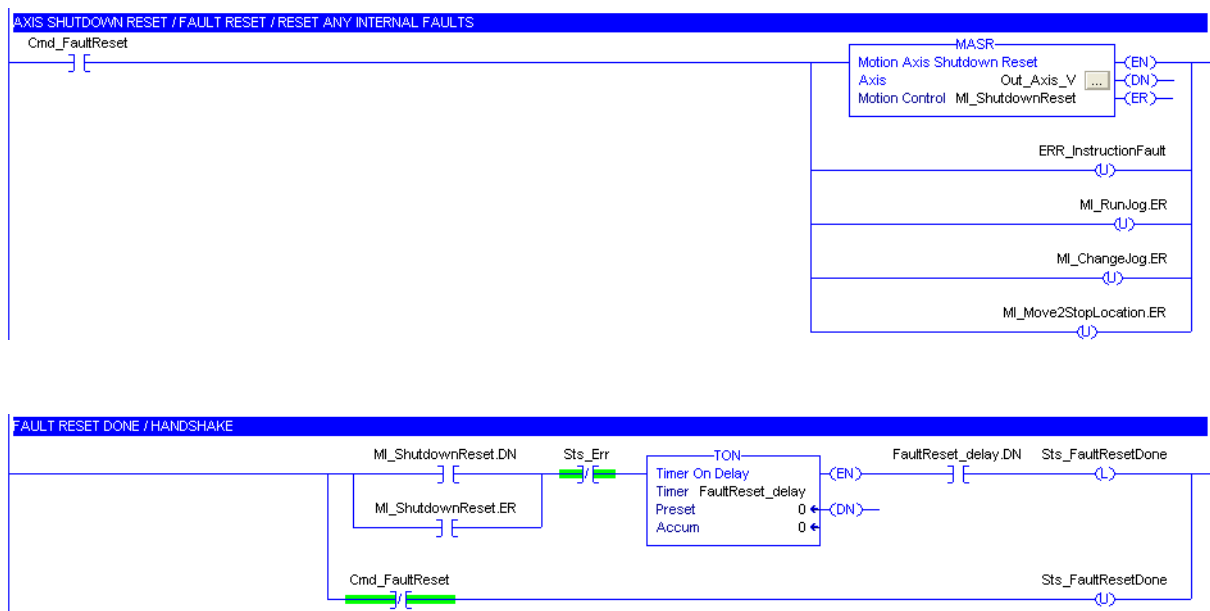 AXIS SHUTDOWN RESET / FAULT RESET / RESET ANY INTERNAL FAULTS
Cmd_FaultReset
MASR
Motion Axis Shutdown Reset
Axis Out_Axis_V ...
Motion Control MI_ShutdownReset
EN
DN
ER
ERR_InstructionFault
U
MI_RunJog.ER
U
MI_ChangeJog.ER
U
MI_Move2StopLocation.ER
U
FAULT RESET DONE / HANDSHAKE
MI_ShutdownReset.DN
Sts_Err
TON
Timer On Delay
Timer FaultReset_delay
Preset 0
Accum 0
EN
DN
FaultReset_delay.DN
Sts_FaultResetDone
L
MI_ShutdownReset.ER
Cmd_FaultReset
Sts_FaultResetDone
U